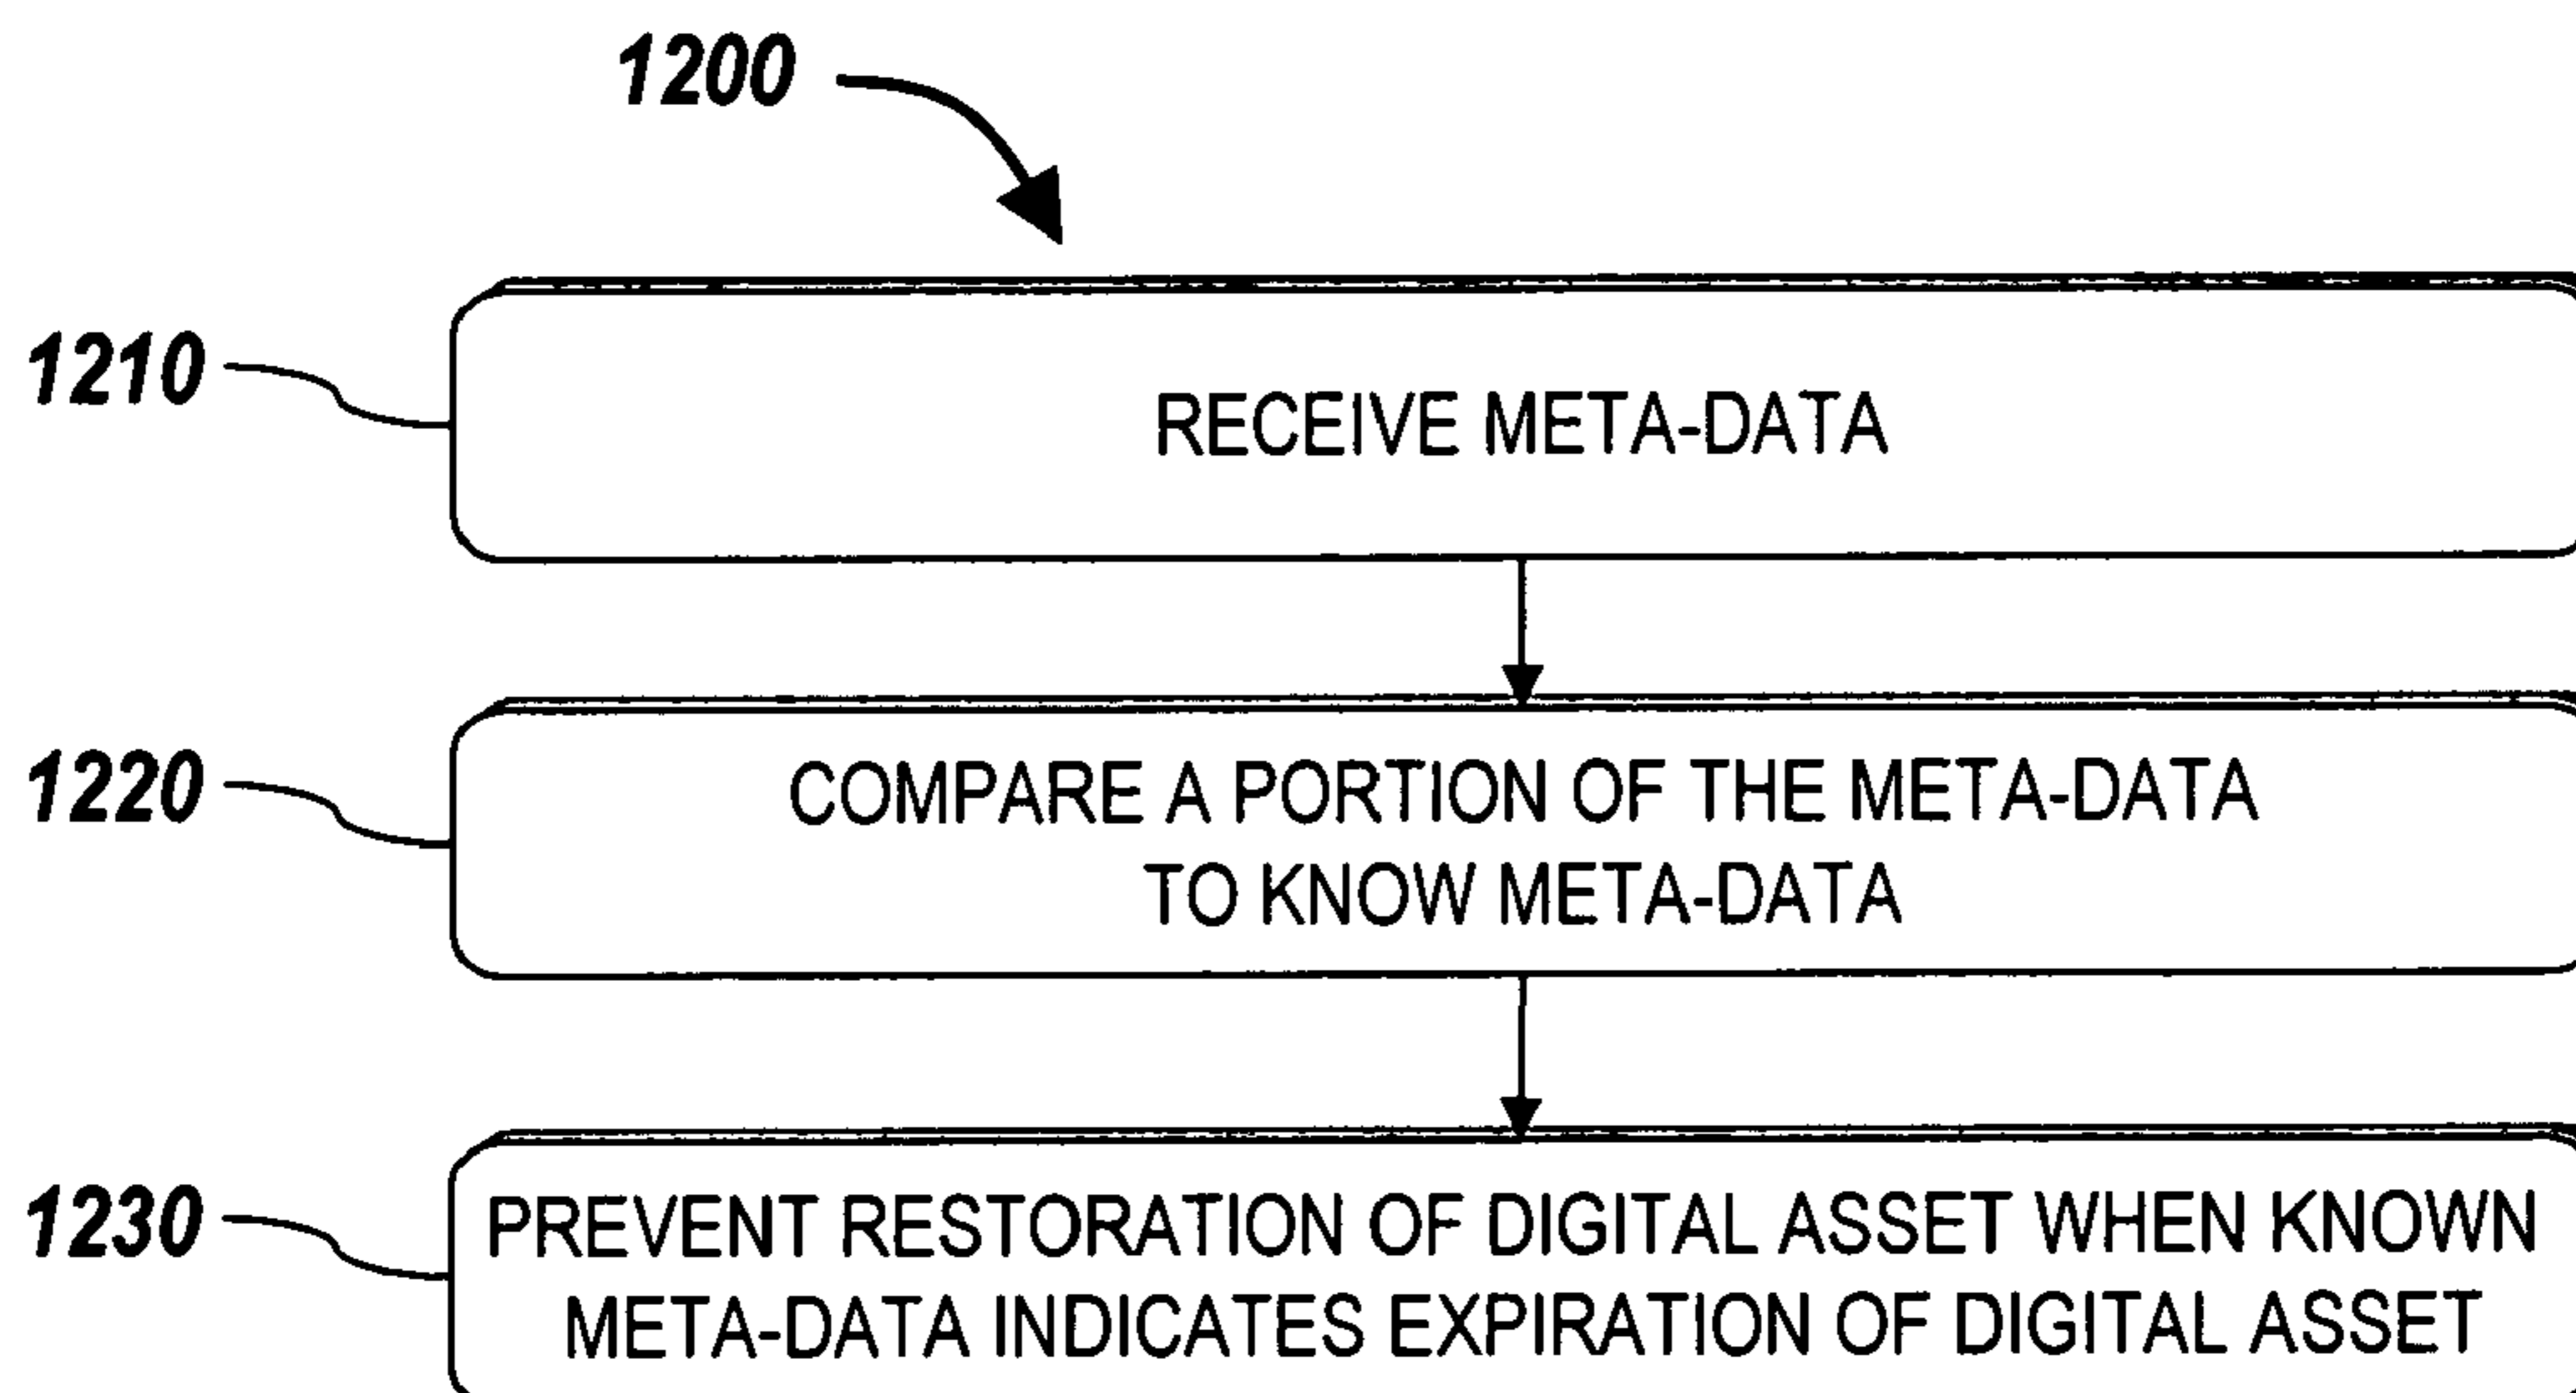 1200
1210
RECEIVE META-DATA
1220
COMPARE A PORTION OF THE META-DATA
TO KNOW META-DATA
1230
PREVENT RESTORATION OF DIGITAL ASSET WHEN KNOWN
META-DATA INDICATES EXPIRATION OF DIGITAL ASSET